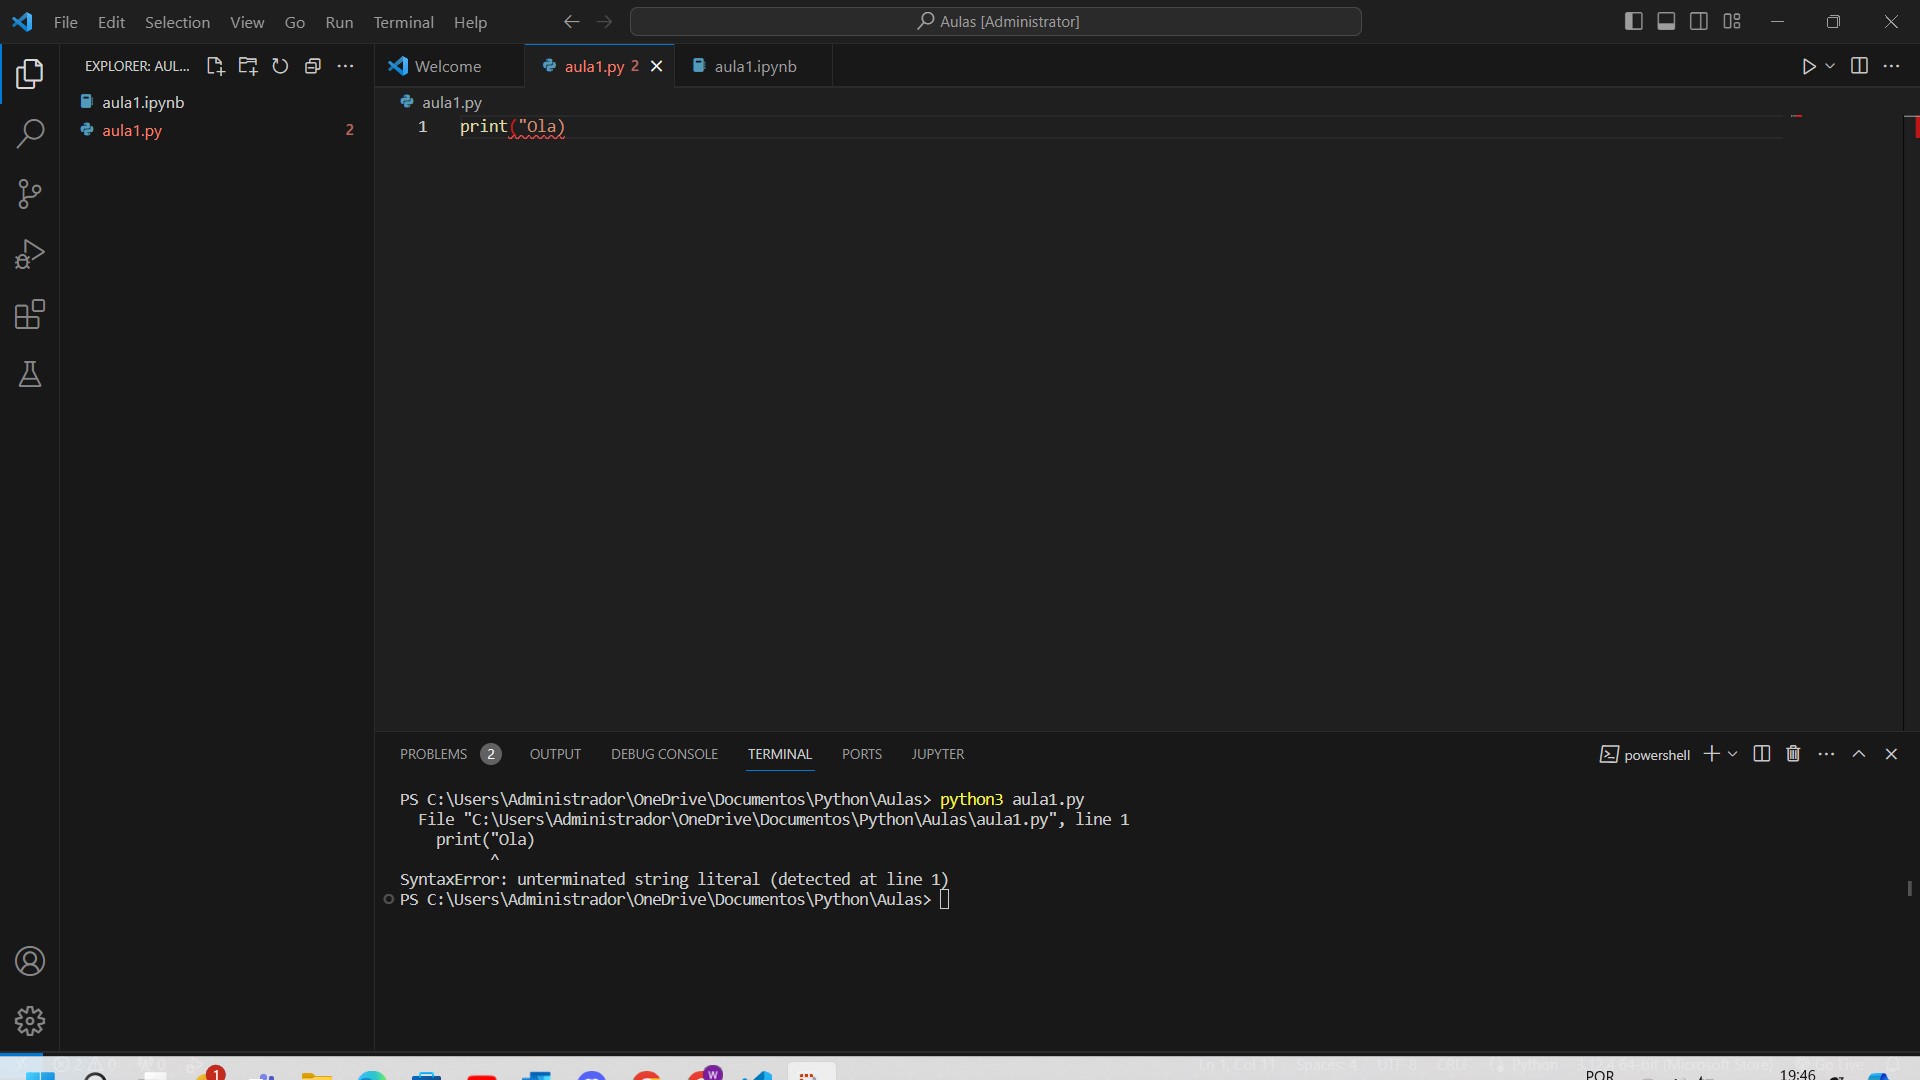 File Edit Selection View Go Run Terminal Help Aulas [Administrator]
EXPLORER: AUL...
Welcome aula1.py 2 aula1.ipynb
aula1.ipynb
aula1.py 2
aula1.py
1 print("Ola)
PROBLEMS 2 OUTPUT DEBUG CONSOLE TERMINAL PORTS JUPYTER
powershell
PS C:\Users\Administrador\OneDrive\Documentos\Python\Aulas> python3 aula1.py
File "C:\Users\Administrador\OneDrive\Documentos\Python\Aulas\aula1.py", line 1
print("Ola)
^
SyntaxError: unterminated string literal (detected at line 1)
PS C:\Users\Administrador\OneDrive\Documentos\Python\Aulas>
1 W POR 19:46